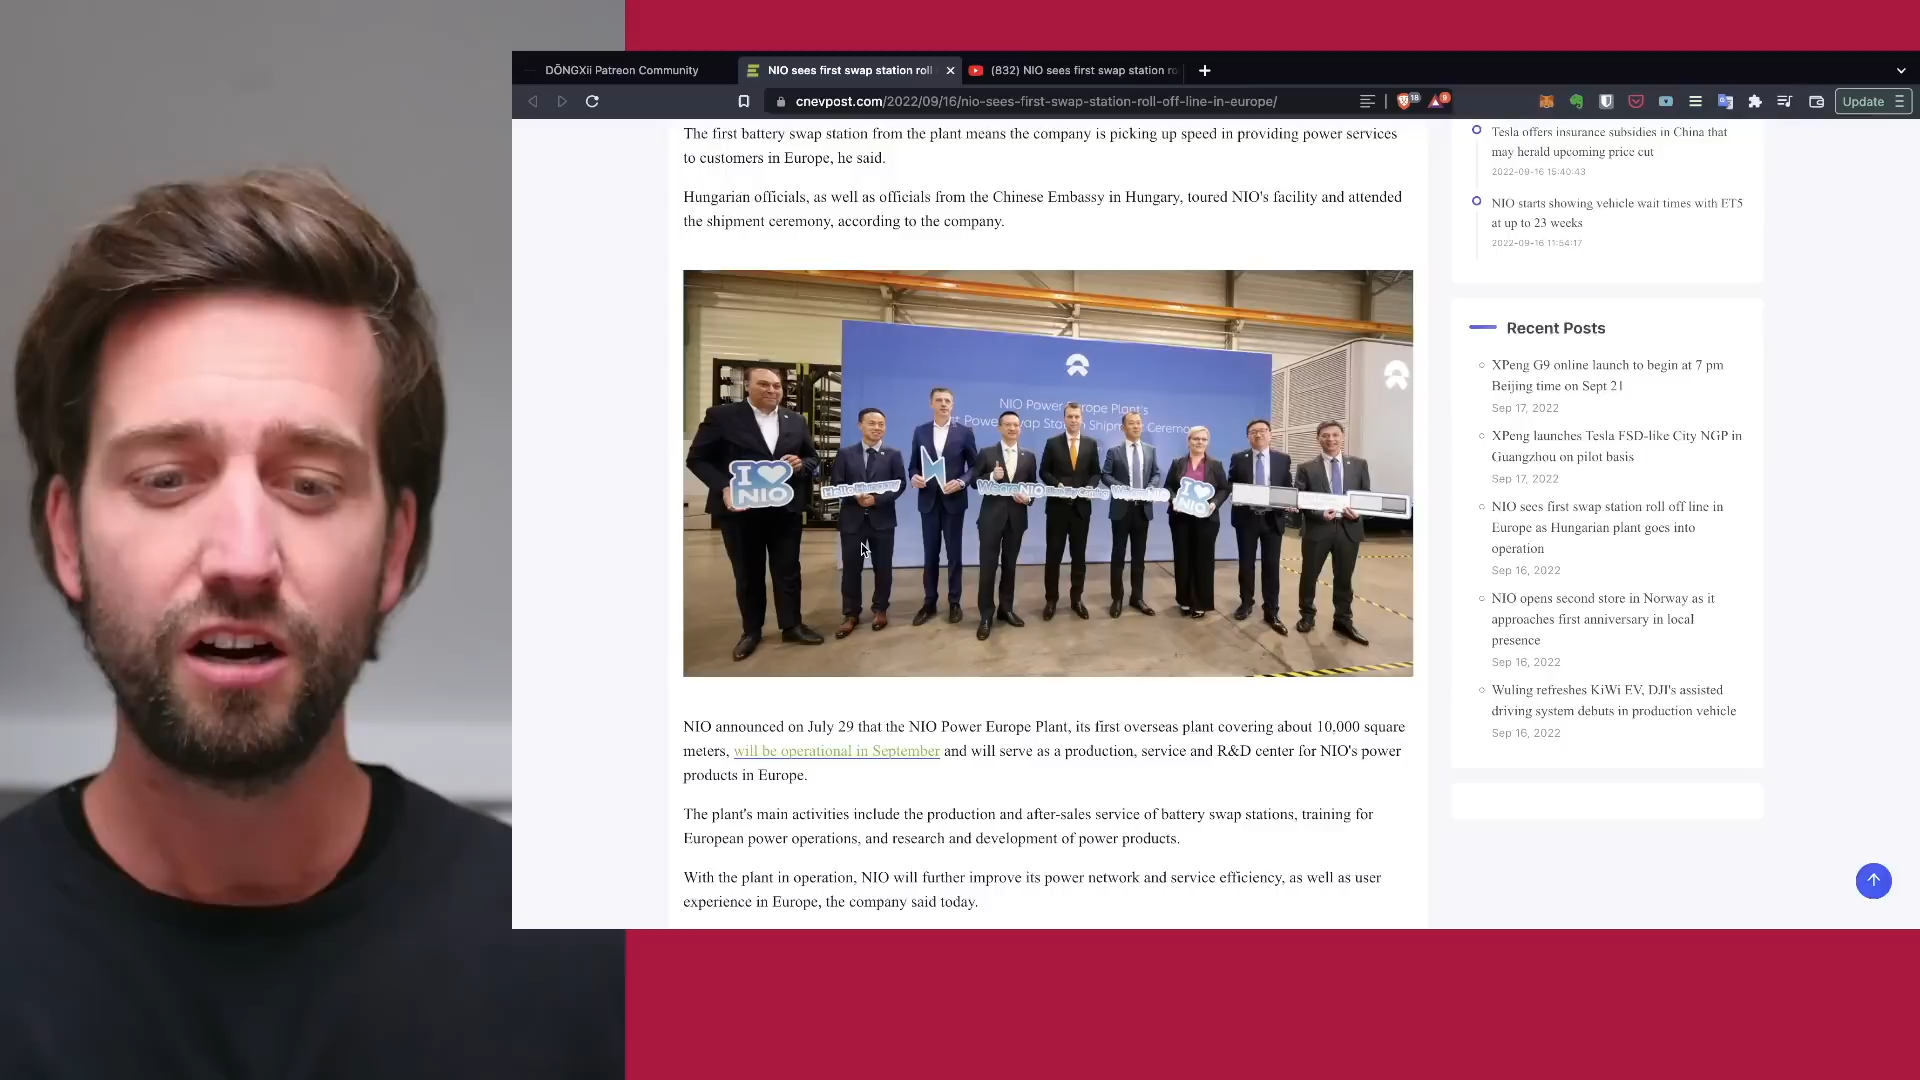 DŌNGXii Patreon Community
NIO sees first swap station roll
(832) NIO sees first swap station ro
cnevpost.com/2022/09/16/nio-sees-first-swap-station-roll-off-line-in-europe/
18
9
Update
The first battery swap station from the plant means the company is picking up speed in providing power services
to customers in Europe, he said.
Hungarian officials, as well as officials from the Chinese Embassy in Hungary, toured NIO's facility and attended
the shipment ceremony, according to the company.
NIO Power Europe Plant's
Power Swap Station Shipment Ceremony
I
NIO
Hello Hungary
We are NIO
I
NIO
NIO announced on July 29 that the NIO Power Europe Plant, its first overseas plant covering about 10,000 square
meters, will be operational in September and will serve as a production, service and R&D center for NIO's power
products in Europe.
The plant's main activities include the production and after-sales service of battery swap stations, training for
European power operations, and research and development of power products.
With the plant in operation, NIO will further improve its power network and service efficiency, as well as user
experience in Europe, the company said today.
Tesla offers insurance subsidies in China that
may herald upcoming price cut
2022-09-16 15:40:43
NIO starts showing vehicle wait times with ET5
at up to 23 weeks
2022-09-16 11:54:17
Recent Posts
XPeng G9 online launch to begin at 7 pm
Beijing time on Sept 21
Sep 17, 2022
XPeng launches Tesla FSD-like City NGP in
Guangzhou on pilot basis
Sep 17, 2022
NIO sees first swap station roll off line in
Europe as Hungarian plant goes into
operation
Sep 16, 2022
NIO opens second store in Norway as it
approaches first anniversary in local
presence
Sep 16, 2022
Wuling refreshes KiWi EV, DJI's assisted
driving system debuts in production vehicle
Sep 16, 2022